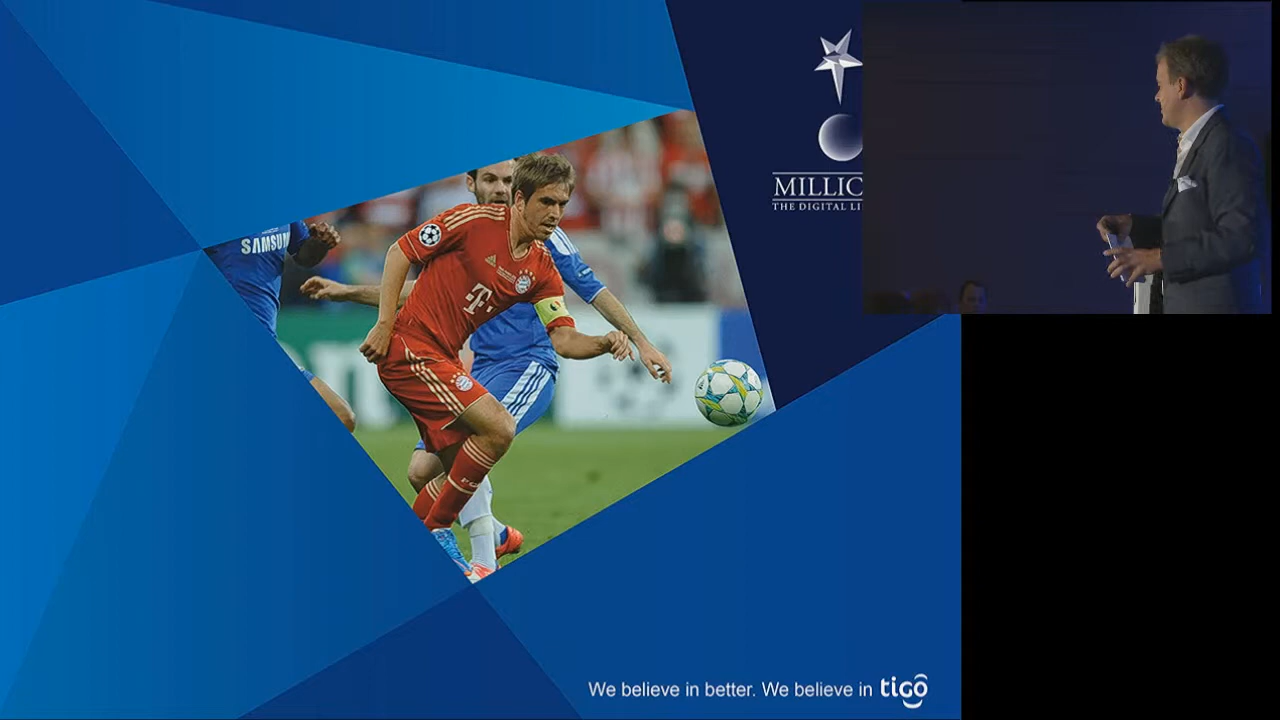 MILLIC
THE DIGITAL LI
SAMSUNG
T
We believe in better. We believe in tigo